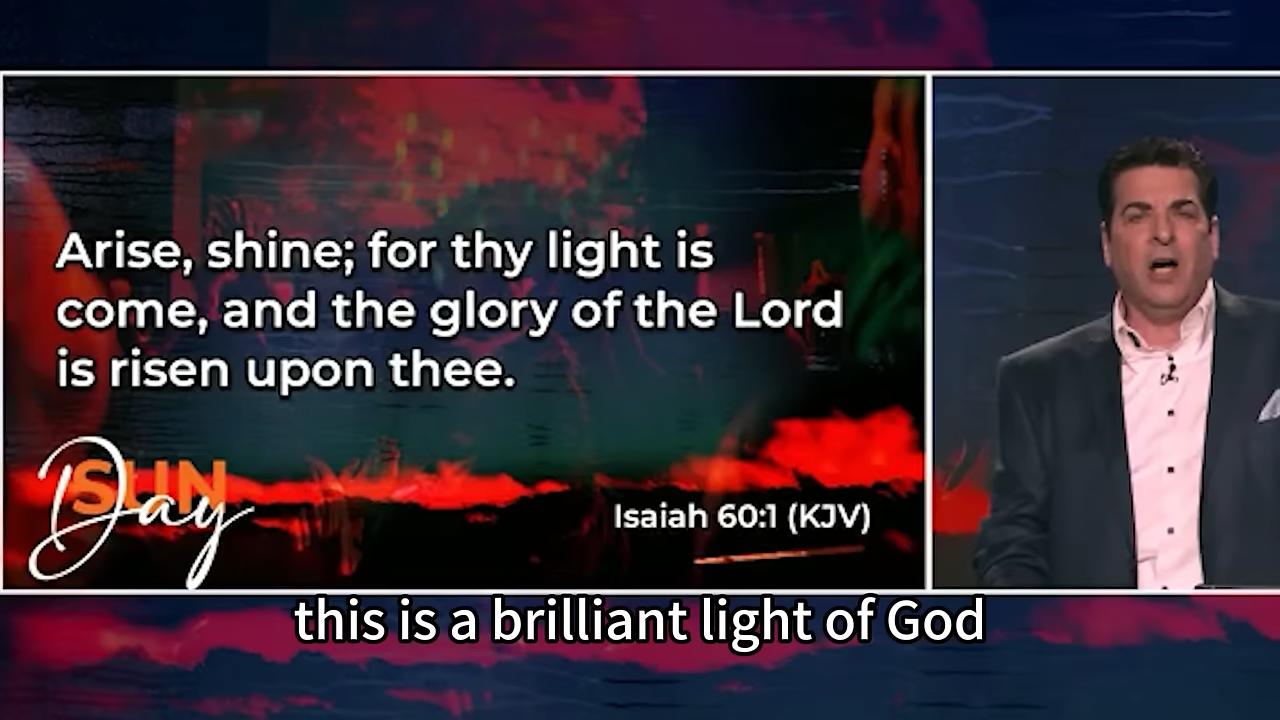 Arise, shine; for thy light is
come, and the glory of the Lord
is risen upon thee.
SUN
Day
Isaiah 60:1 (KJV)
this is a brilliant light of God